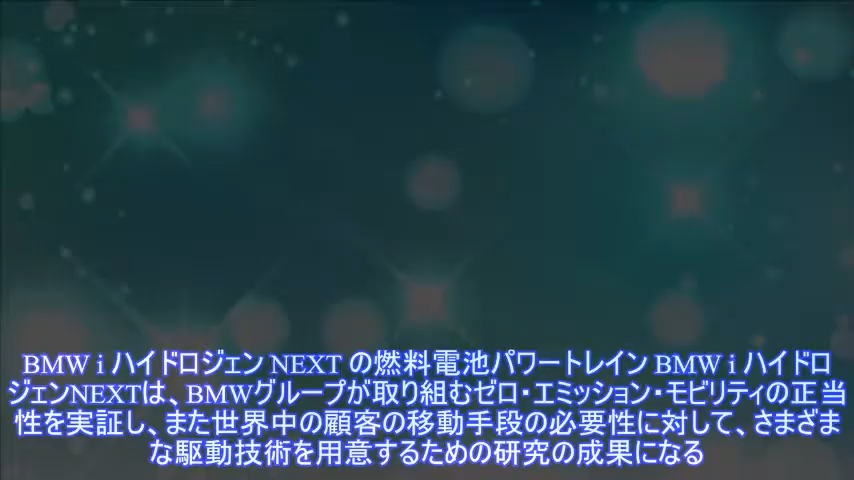 BMW i ハイドロジェン NEXT の燃料電池パワートレイン BMW i ハイドロ
ジェンNEXTは、BMWグループが取り組むゼロ・エミッション・モビリティの正当
性を実証し、また世界中の顧客の移動手段の必要性に対して、さまざま
な駆動技術を用意するための研究の成果になる